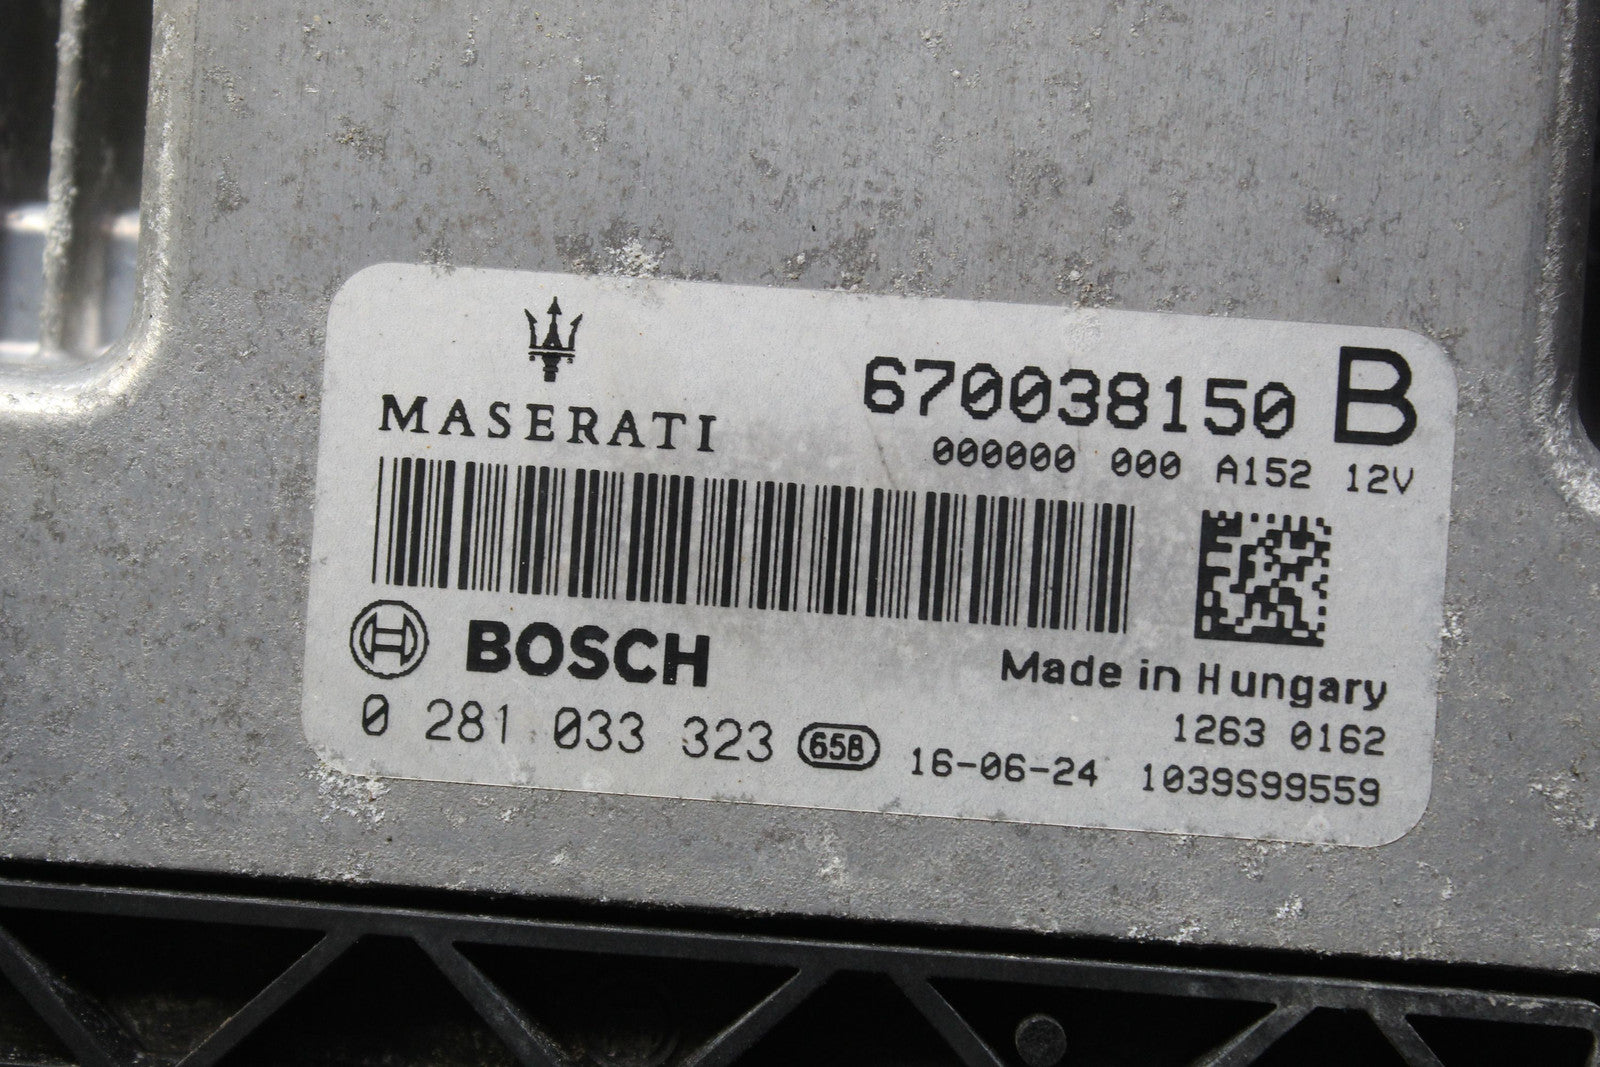 MASERATI
670038150 B
000000 000 A152 12V
BOSCH
Made in Hungary
1263 0162
0 281 033 323 65B 16-06-24 1039S99559